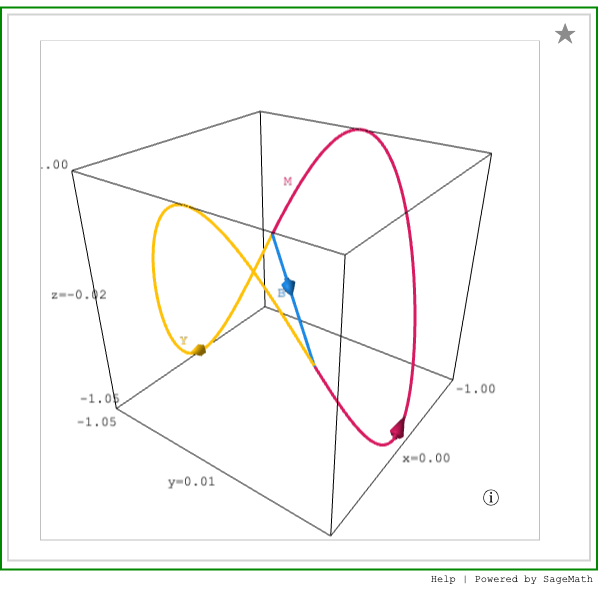 .00
M
z=-0.02
B
Y
-1.05
-1.05
-1.00
x=0.00
y=0.01
Help | Powered by SageMath